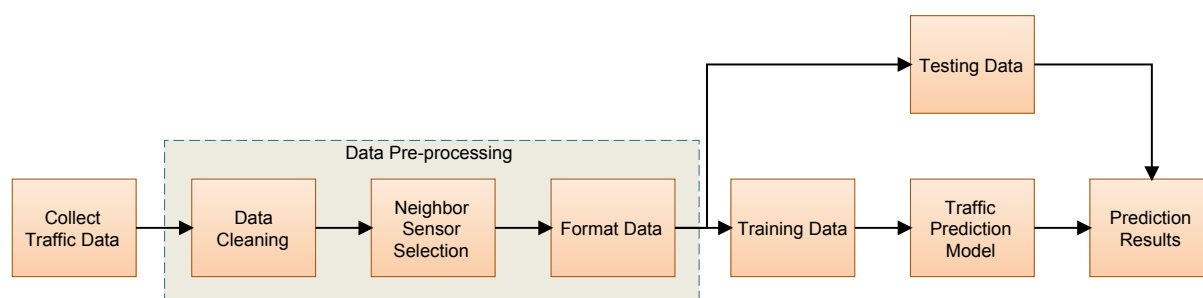 Testing Data
Data Pre-processing
Collect
Traffic Data
Data
Cleaning
Neighbor
Sensor
Selection
Format Data
Training Data
Traffic
Prediction
Model
Prediction
Results